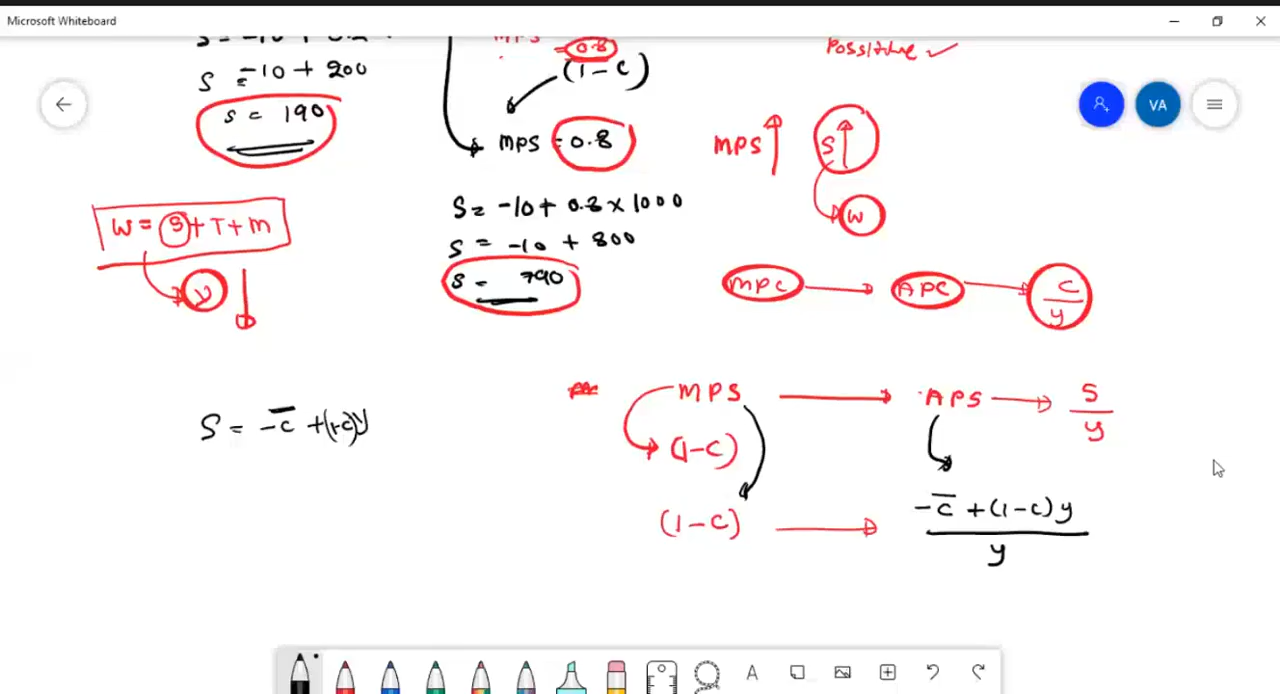 Microsoft Whiteboard
S = -10 +
S = -10 + 200
S = 190
W = S + T + M
y
MPS
= 0.8
(1-C)
MPS = 0.8
S = -10 + 0.8 × 1000
S = -10 + 800
S = 790
Possitive ✓
VA
MPS ↑ S ↑
W
MPC → APC → C/y
S = -c̅ + (1-c)y
MPS → APS → S/y
(1-C)
(1-C) → -c̅ + (1-c)y
y
A